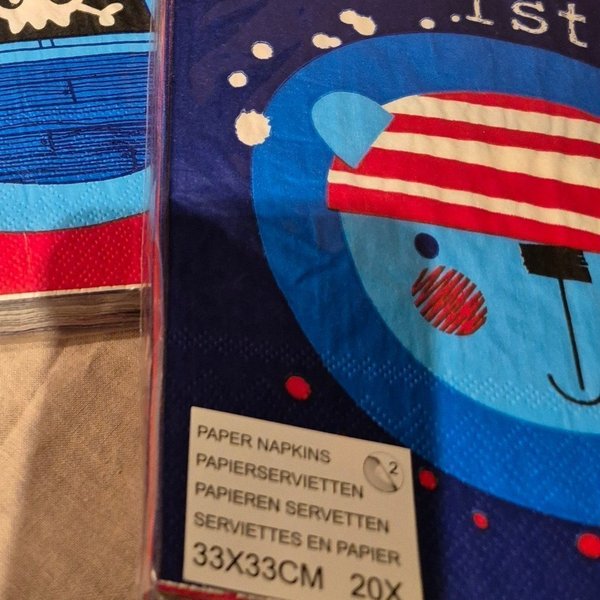 1st
2
PAPER NAPKINS
PAPIERSERVIETTEN
PAPIEREN SERVETTEN
SERVIETTES EN PAPIER
33X33CM 20X